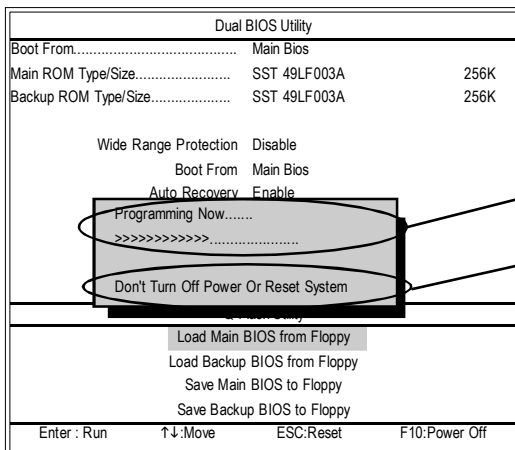 Dual BIOS Utility
Boot From....................................... Main Bios
Main ROM Type/Size........................ SST 49LF003A 256K
Backup ROM Type/Size.................... SST 49LF003A 256K
Wide Range Protection Disable
Boot From Main Bios
Auto Recovery Enable
Programming Now.......
>>>>>>>>>>>>.......................
Don't Turn Off Power Or Reset System
Load Main BIOS from Floppy
Load Backup BIOS from Floppy
Save Main BIOS to Floppy
Save Backup BIOS to Floppy
Enter : Run ↑↓:Move ESC:Reset F10:Power Off